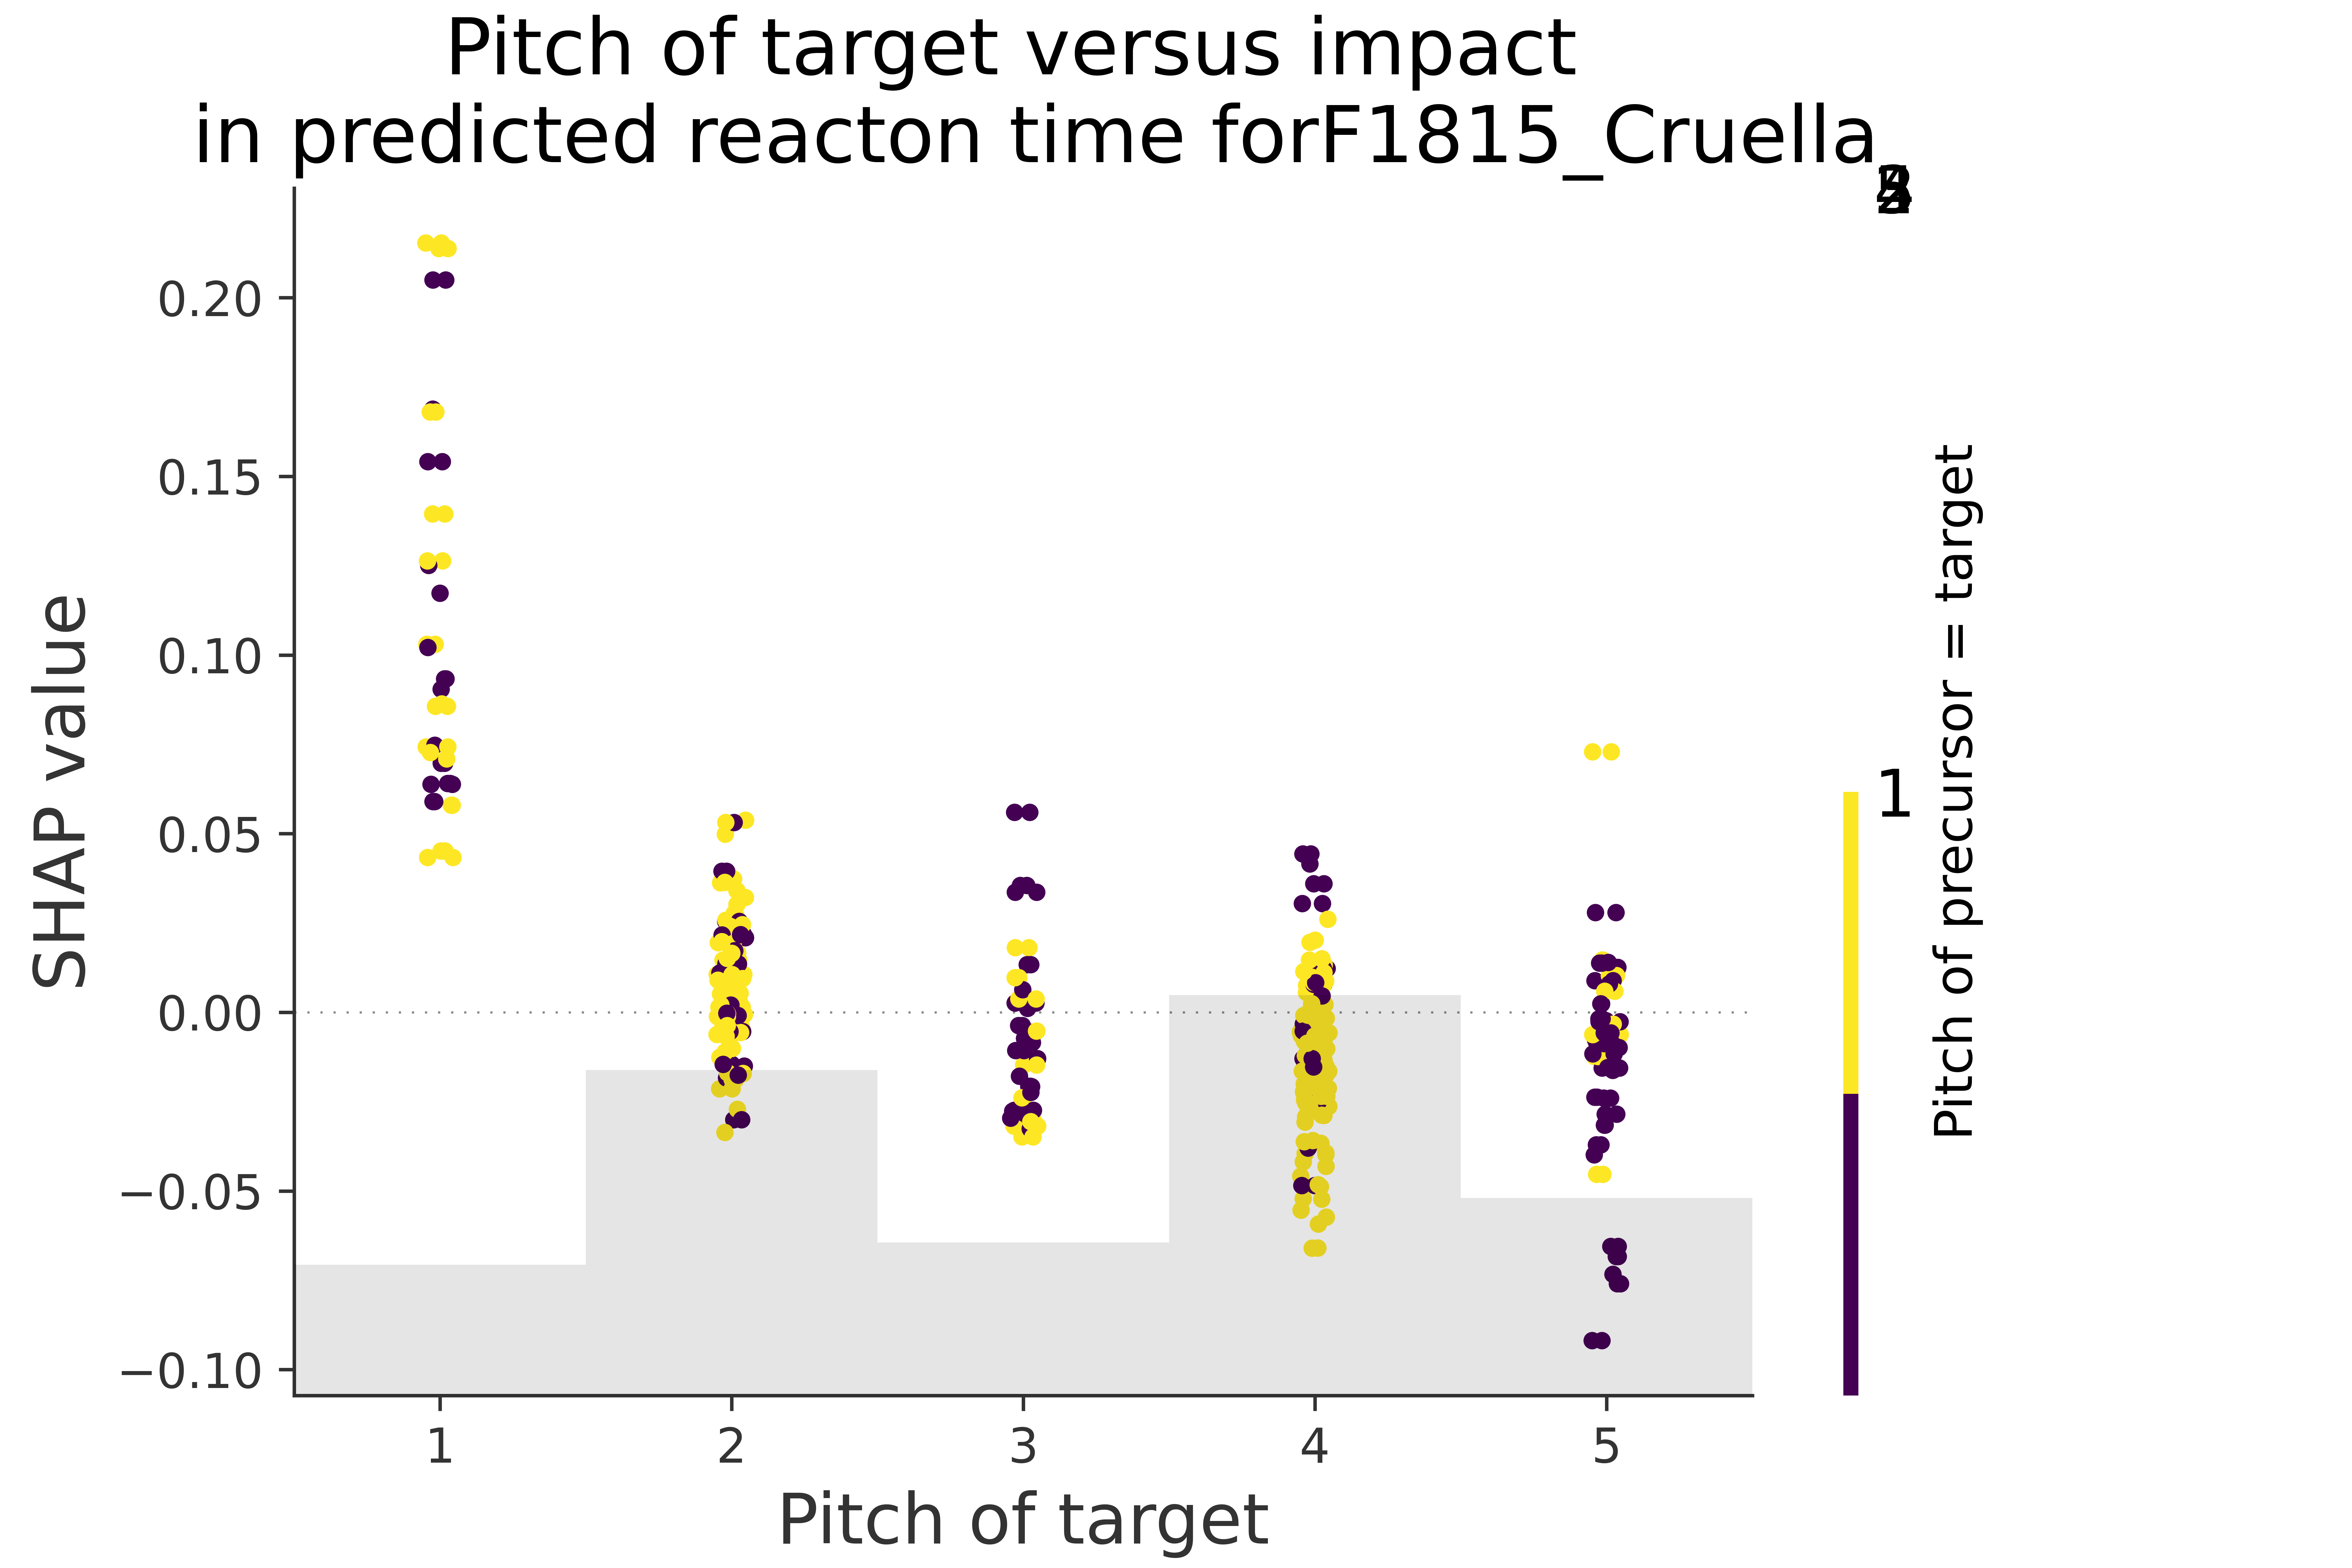 Pitch of target versus impact
in predicted reacton time forF1815_Cruella
SHAP value
0.20
0.15
0.10
0.05
0.00
−0.05
−0.10
1
2
3
4
5
Pitch of target
1
Pitch of precursor = target